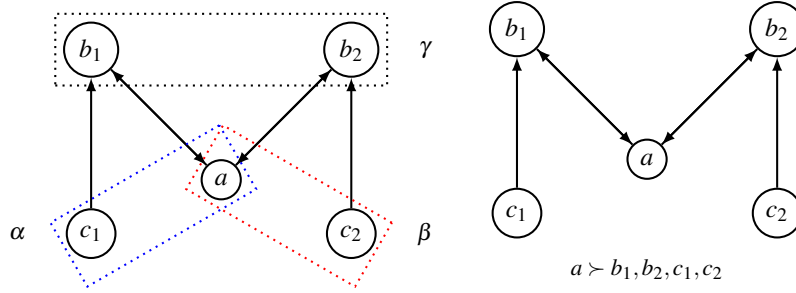 b₁ b₂ γ b₁ b₂
a a
α c₁ c₂ β c₁ c₂
a ≻ b₁, b₂, c₁, c₂